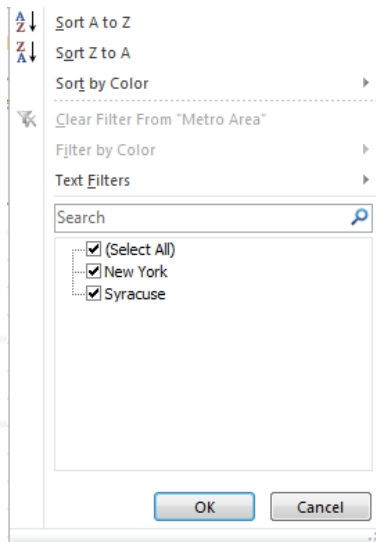 Sort A to Z
Sort Z to A
Sort by Color
Clear Filter From "Metro Area"
Filter by Color
Text Filters
Search
(Select All)
New York
Syracuse
OK Cancel